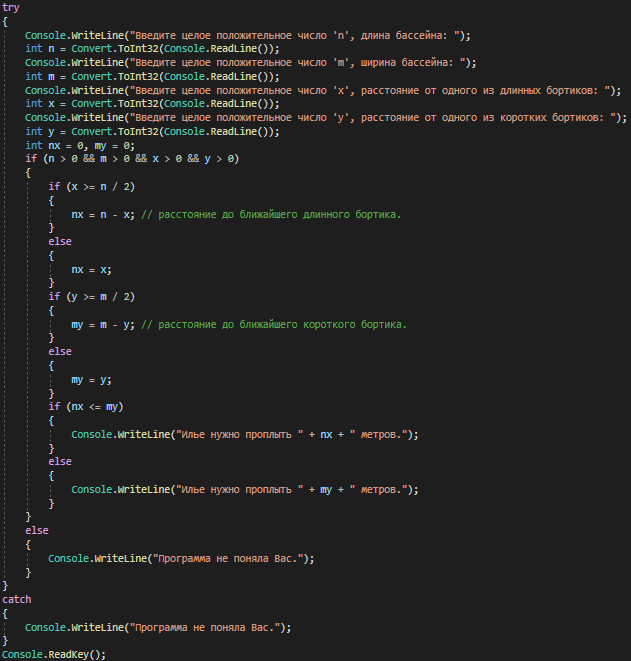 try
{
    Console.WriteLine("Введите целое положительное число 'n', длина бассейна: ");
    int n = Convert.ToInt32(Console.ReadLine());
    Console.WriteLine("Введите целое положительное число 'm', ширина бассейна: ");
    int m = Convert.ToInt32(Console.ReadLine());
    Console.WriteLine("Введите целое положительное число 'x', расстояние от одного из длинных бортиков: ");
    int x = Convert.ToInt32(Console.ReadLine());
    Console.WriteLine("Введите целое положительное число 'y', расстояние от одного из коротких бортиков: ");
    int y = Convert.ToInt32(Console.ReadLine());
    int nx = 0, my = 0;
    if (n > 0 && m > 0 && x > 0 && y > 0)
    {
        if (x >= n / 2)
        {
            nx = n - x; // расстояние до ближайшего длинного бортика.
        }
        else
        {
            nx = x;
        }
        if (y >= m / 2)
        {
            my = m - y; // расстояние до ближайшего короткого бортика.
        }
        else
        {
            my = y;
        }
        if (nx <= my)
        {
            Console.WriteLine("Илье нужно проплыть " + nx + " метров.");
        }
        else
        {
            Console.WriteLine("Илье нужно проплыть " + my + " метров.");
        }
    }
    else
    {
        Console.WriteLine("Программа не поняла Вас.");
    }
}
catch
{
    Console.WriteLine("Программа не поняла Вас.");
}
Console.ReadKey();